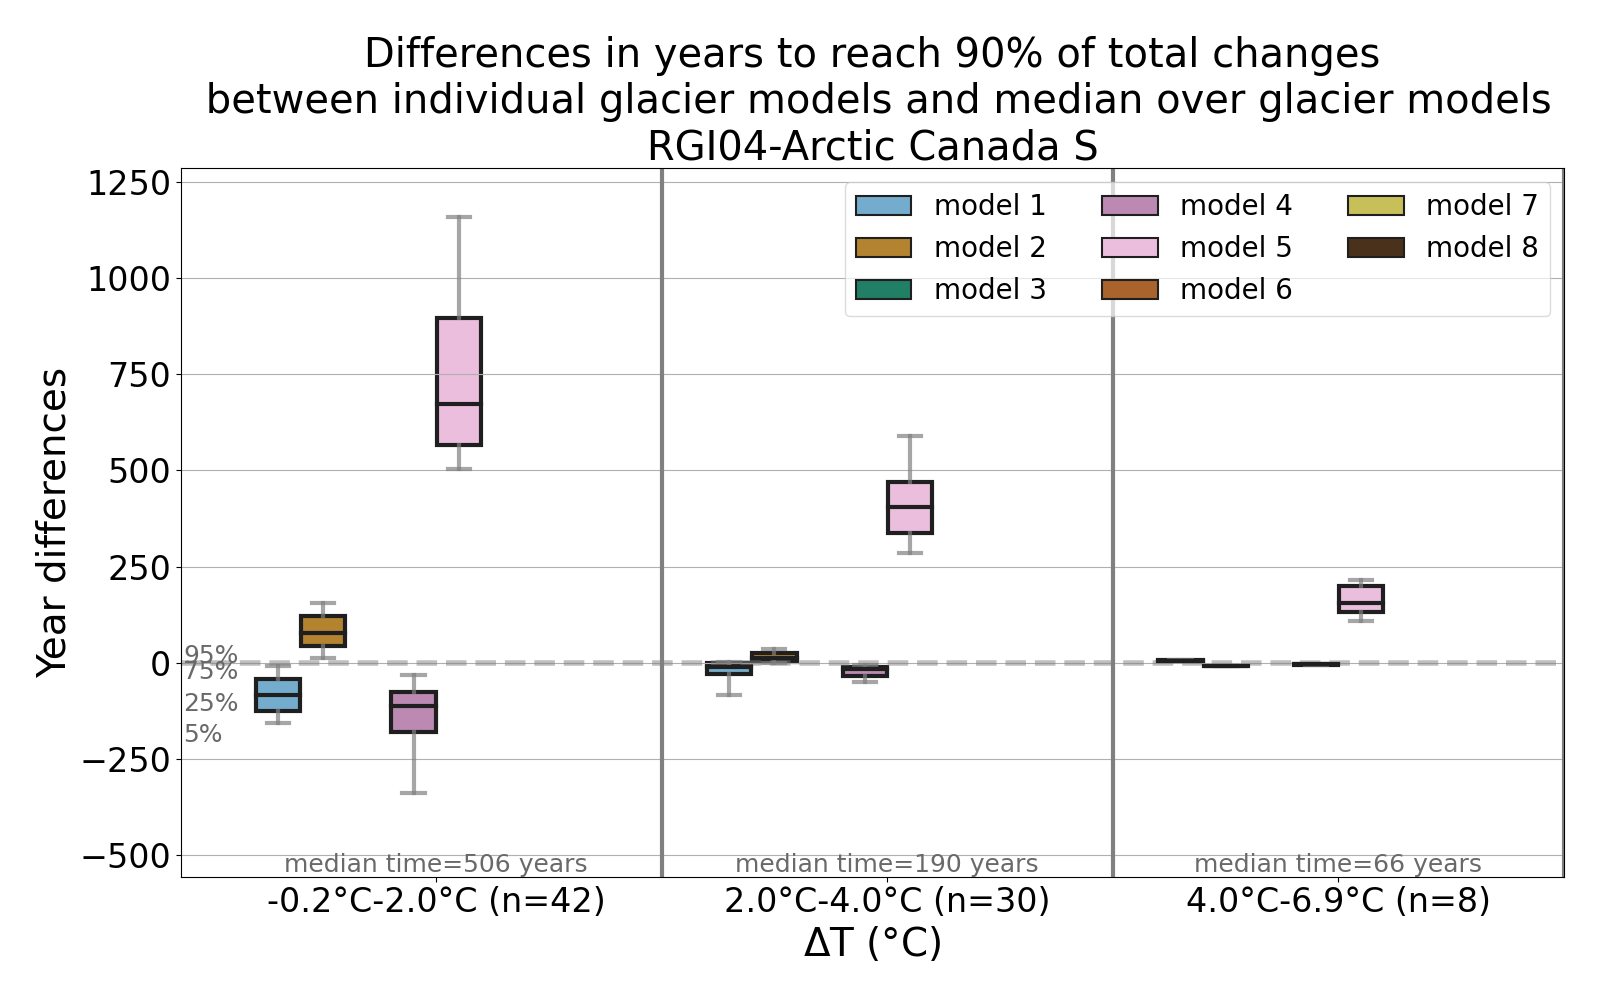 Differences in years to reach 90% of total changes
between individual glacier models and median over glacier models
RGI04-Arctic Canada S
model 1
model 2
model 3
model 4
model 5
model 6
model 7
model 8
Year differences
1250
1000
750
500
250
0
−250
−500
95%
75%
25%
5%
median time=506 years
median time=190 years
median time=66 years
-0.2°C-2.0°C (n=42)
2.0°C-4.0°C (n=30)
4.0°C-6.9°C (n=8)
ΔT (°C)